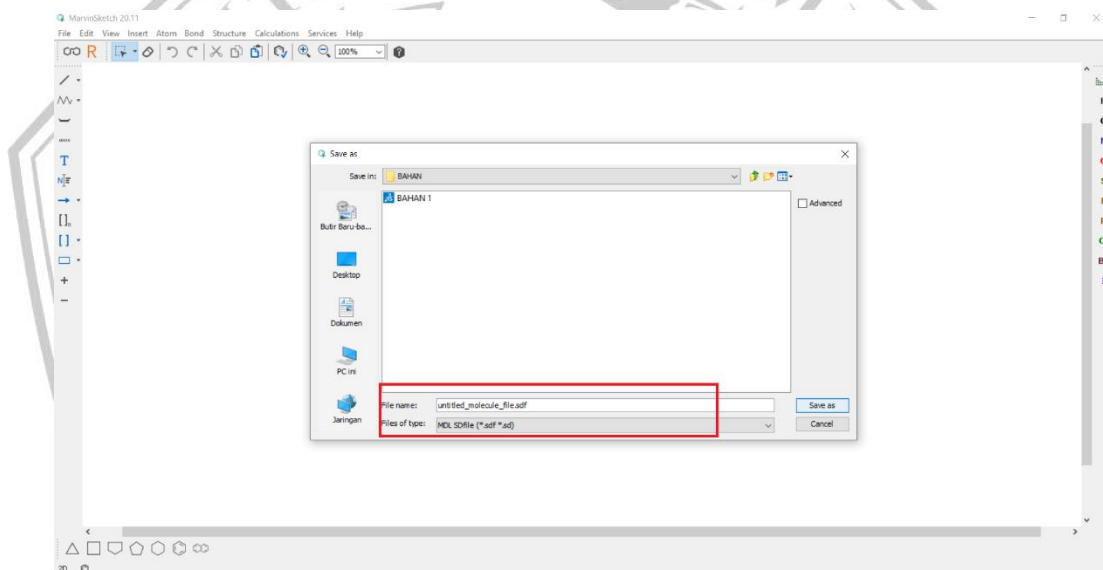 MarvinSketch 20.11
File Edit View Insert Atom Bond Structure Calculations Services Help
R 100%
T
Save as
Save in: BAHAN
BAHAN 1
Advanced
Butir Baru-ba...
Desktop
Dokumen
PC ini
Jaringan
File name: untitled_molecule_file.sdf
Save as
Files of type: MDL SDfile (*.sdf *.sd)
Cancel
2D